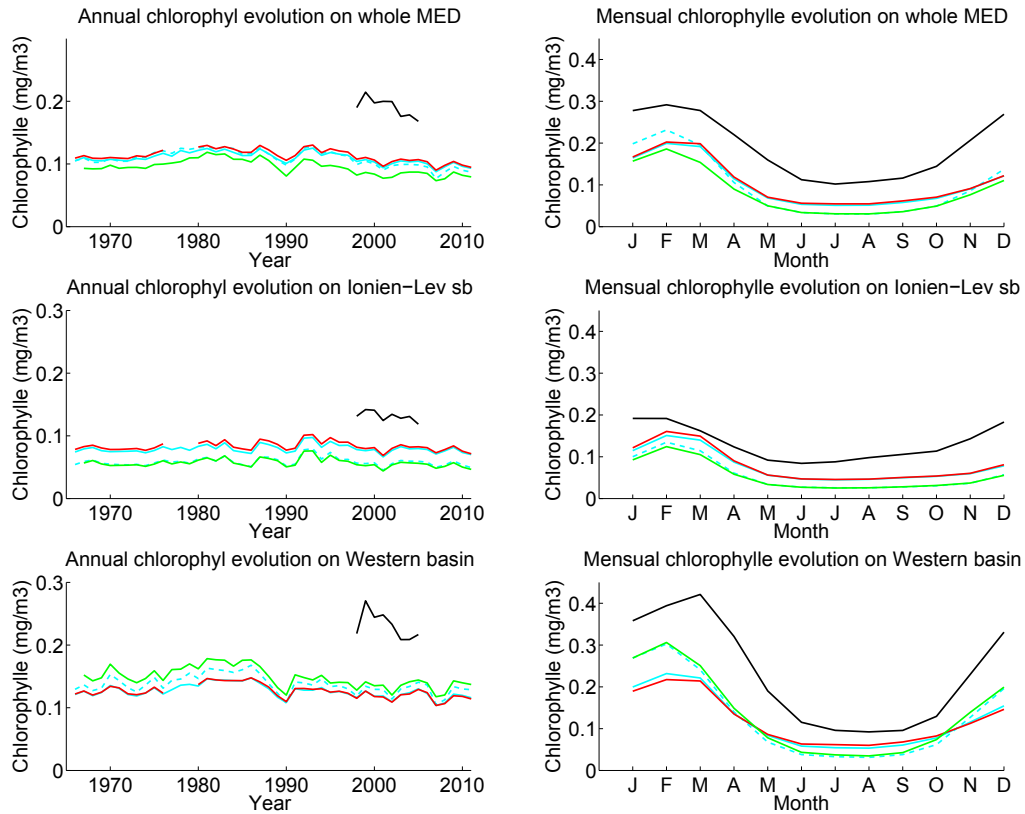 Annual chlorophyl evolution on whole MED
Chlorophylle (mg/m3)
0.2
0.1
0
1970 1980 1990 2000 2010
Year
Mensual chlorophylle evolution on whole MED
Chlorophylle (mg/m3)
0.4
0.3
0.2
0.1
0
J F M A M J J A S O N D
Month
Annual chlorophyl evolution on Ionien−Lev sb
Chlorophylle (mg/m3)
0.3
0.2
0.1
0
1970 1980 1990 2000 2010
Year
Mensual chlorophylle evolution on Ionien−Lev sb
Chlorophylle (mg/m3)
0.4
0.3
0.2
0.1
0
J F M A M J J A S O N D
Month
Annual chlorophyl evolution on Western basin
Chlorophylle (mg/m3)
0.3
0.2
0.1
0
1970 1980 1990 2000 2010
Year
Mensual chlorophylle evolution on Western basin
Chlorophylle (mg/m3)
0.4
0.3
0.2
0.1
0
J F M A M J J A S O N D
Month